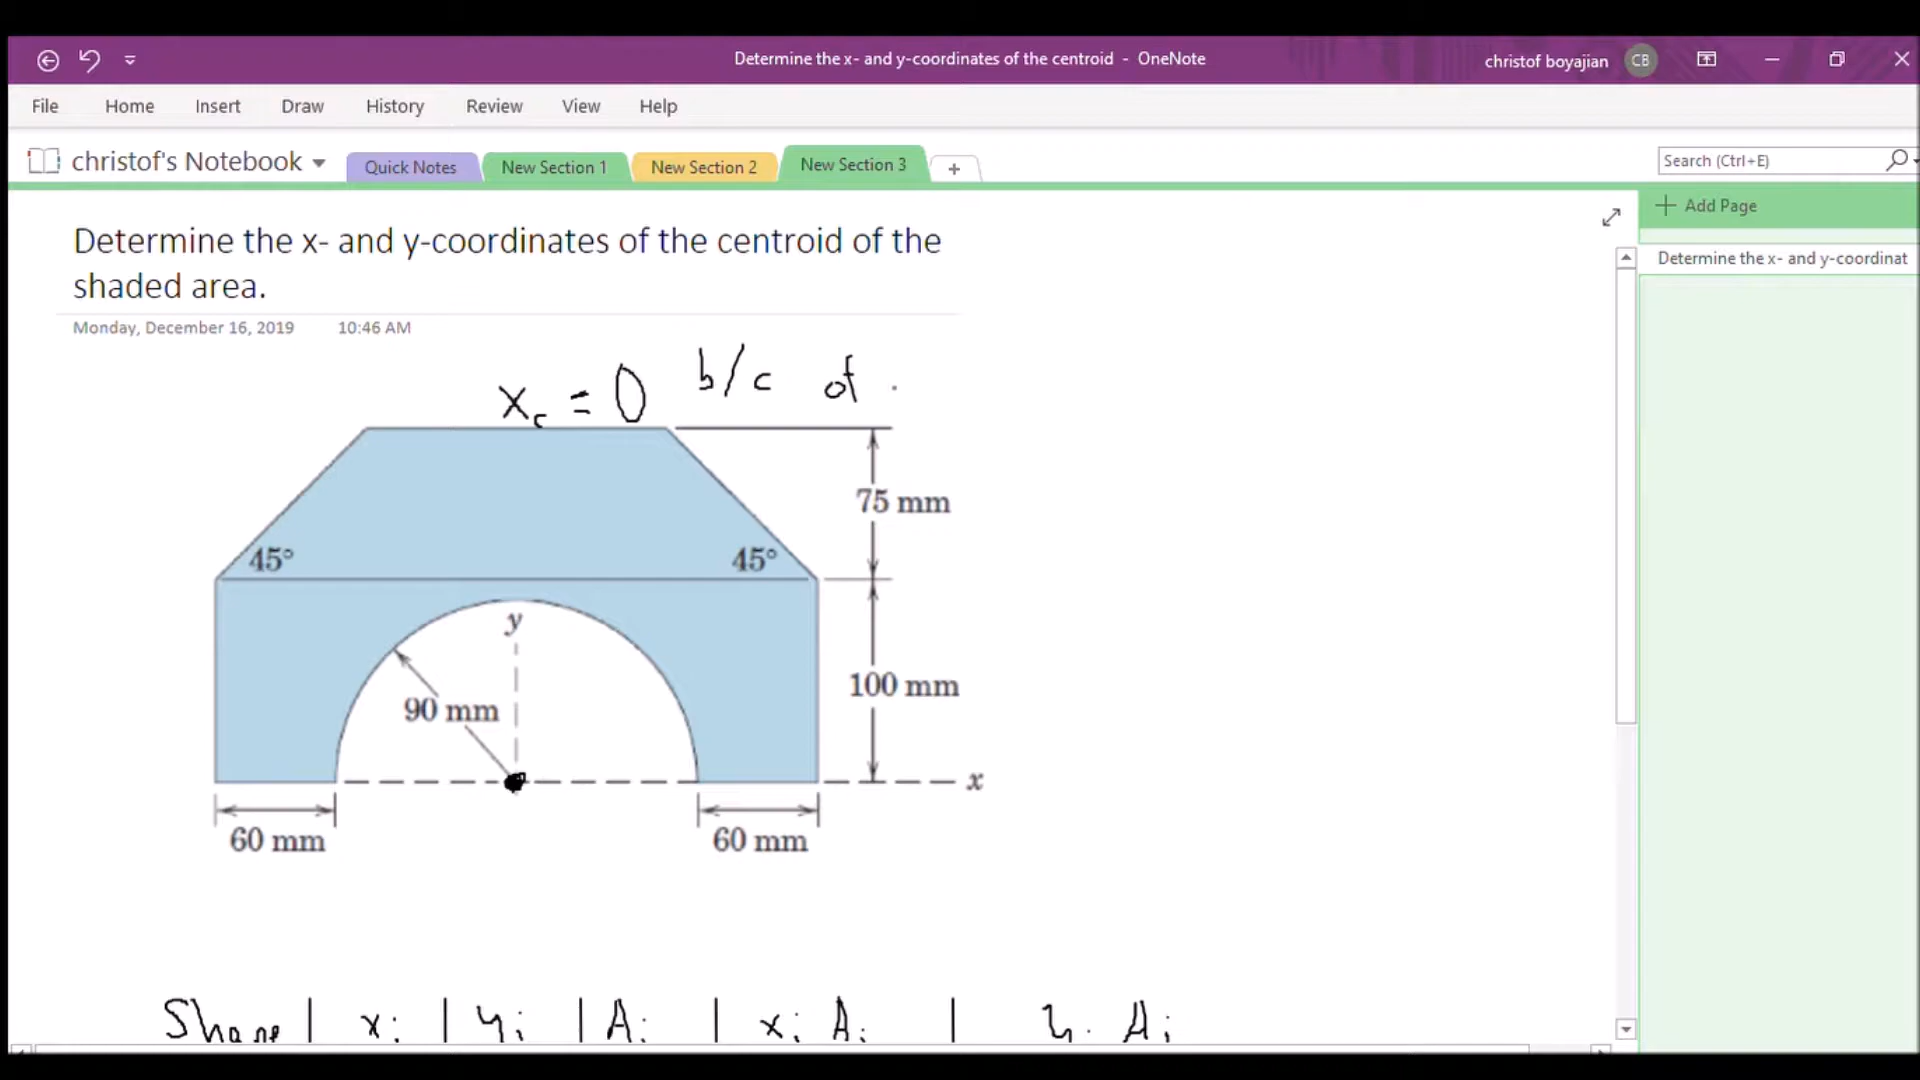 Determine the x- and y-coordinates of the centroid - OneNote
christof boyajian CB
File Home Insert Draw History Review View Help
christof's Notebook Quick Notes New Section 1 New Section 2 New Section 3
Search (Ctrl+E)
Add Page
Determine the x- and y-coordinates of the centroid of the
shaded area.
Determine the x- and y-coordinat
Monday, December 16, 2019 10:46 AM
x_c = 0 b/c of
75 mm
45° 45°
y
100 mm
90 mm
x
60 mm 60 mm
Shape | x_i | y_i | A_i | x_i A_i | y_i A_i